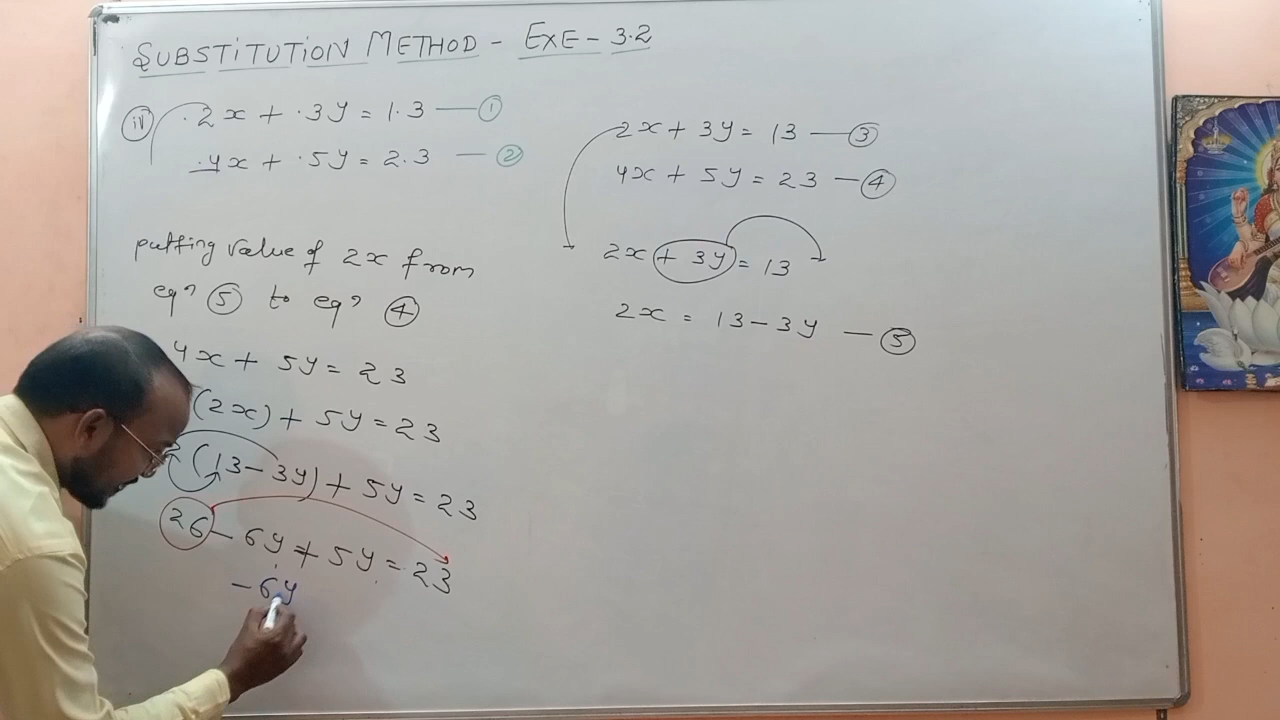 SUBSTITUTION METHOD - EXE - 3.2
iv) .2x + .3y = 1.3 — ①
.4x + .5y = 2.3 — ②
putting value of 2x from
eqn ⑤ to eqn ④
4x + 5y = 23
(2x) + 5y = 23
2(13 - 3y) + 5y = 23
26 - 6y + 5y = 23
- 6y
2x + 3y = 13 — ③
4x + 5y = 23 — ④
2x + 3y = 13
2x = 13 - 3y — ⑤